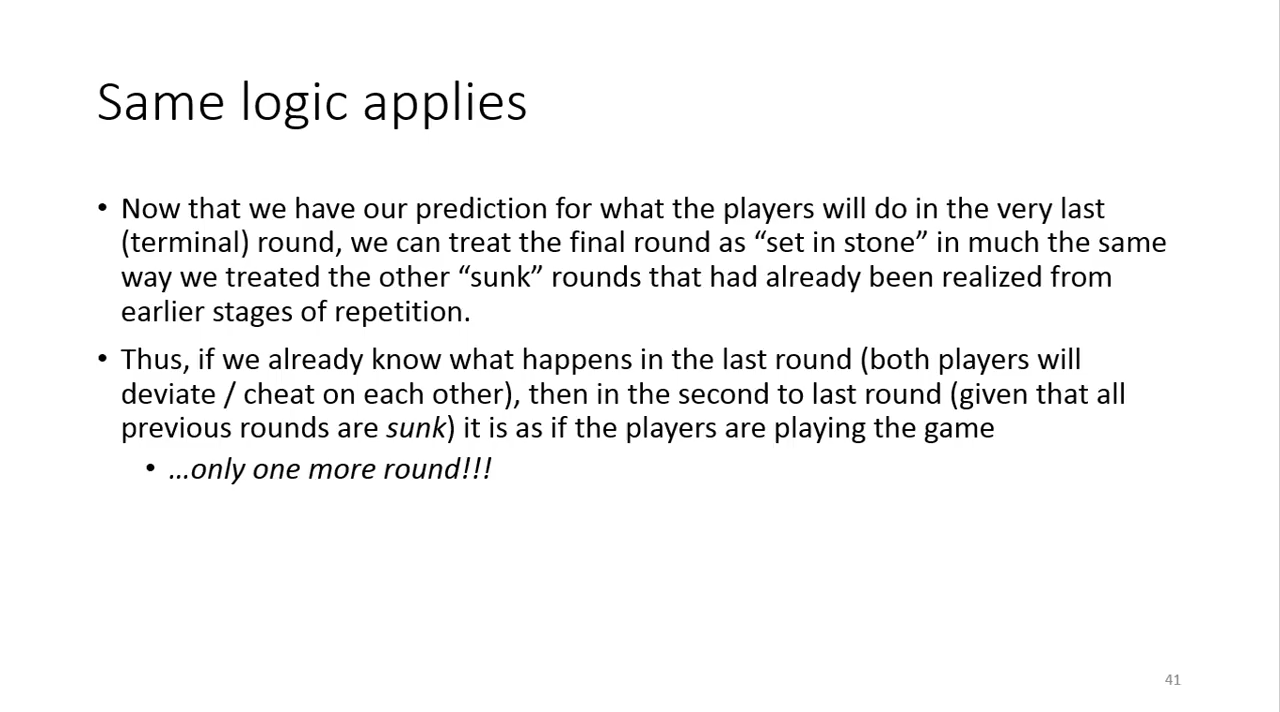 Same logic applies
• Now that we have our prediction for what the players will do in the very last
(terminal) round, we can treat the final round as “set in stone” in much the same
way we treated the other “sunk” rounds that had already been realized from
earlier stages of repetition.
• Thus, if we already know what happens in the last round (both players will
deviate / cheat on each other), then in the second to last round (given that all
previous rounds are sunk) it is as if the players are playing the game
• …only one more round!!!
41